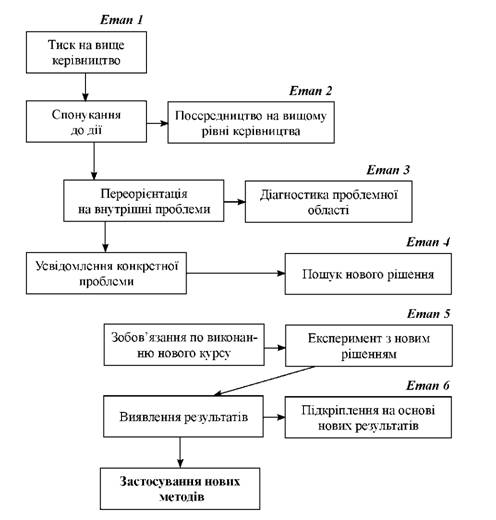 Етап 1
Тиск на вище
керівництво
Етап 2
Спонукання
до дії
Посередництво на вищому
рівні керівництва
Етап 3
Переорієнтація
на внутрішні проблеми
Діагностика проблемної
області
Етап 4
Усвідомлення конкретної
проблеми
Пошук нового рішення
Етап 5
Зобов’язання по виконан-
ню нового курсу
Експеримент з новим
рішенням
Етап 6
Виявлення результатів
Підкріплення на основі
нових результатів
Застосування нових
методів